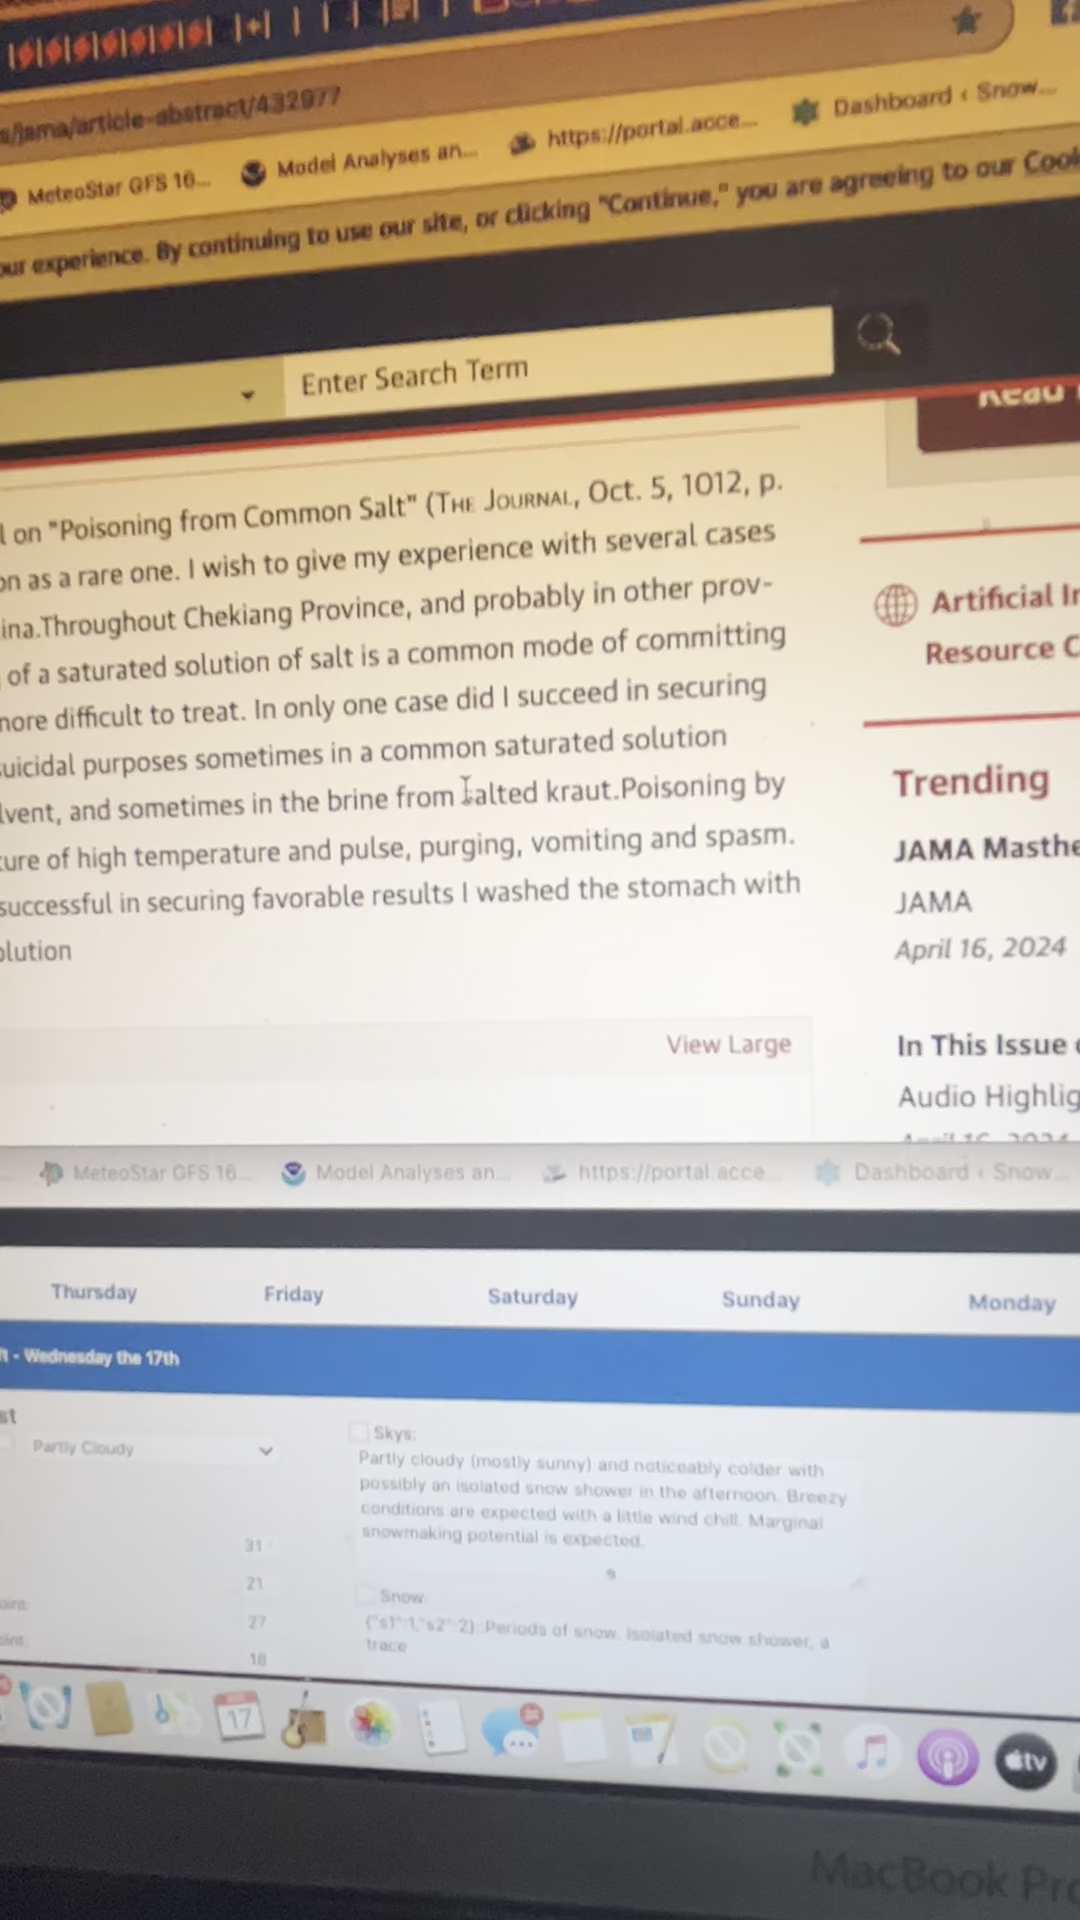 s/jama/article-abstract/432977
MeteoStar GFS 16...
Model Analyses an...
https://portal.acce...
Dashboard ‹ Snow...
our experience. By continuing to use our site, or clicking "Continue," you are agreeing to our Cook
Enter Search Term
Read
l on "Poisoning from Common Salt" (THE JOURNAL, Oct. 5, 1012, p.
on as a rare one. I wish to give my experience with several cases
ina.Throughout Chekiang Province, and probably in other prov-
of a saturated solution of salt is a common mode of committing
more difficult to treat. In only one case did I succeed in securing
uicidal purposes sometimes in a common saturated solution
lvent, and sometimes in the brine from salted kraut.Poisoning by
ture of high temperature and pulse, purging, vomiting and spasm.
successful in securing favorable results I washed the stomach with
olution
View Large
Artificial In
Resource C
Trending
JAMA Masthe
JAMA
April 16, 2024
In This Issue o
Audio Highlig
April 16, 2024
MeteoStar GFS 16...
Model Analyses an...
https://portal.acce...
Dashboard ‹ Snow...
Thursday
Friday
Saturday
Sunday
Monday
ft - Wednesday the 17th
st
Partly Cloudy
31
21
oint:
27
oint:
18
Skys:
Partly cloudy (mostly sunny) and noticeably colder with
possibly an isolated snow shower in the afternoon. Breezy
conditions are expected with a little wind chill. Marginal
snowmaking potential is expected.
9
Snow:
{"s1":1,"s2":2}::Periods of snow. Isolated snow shower, a
trace
17
tv
MacBook Pro